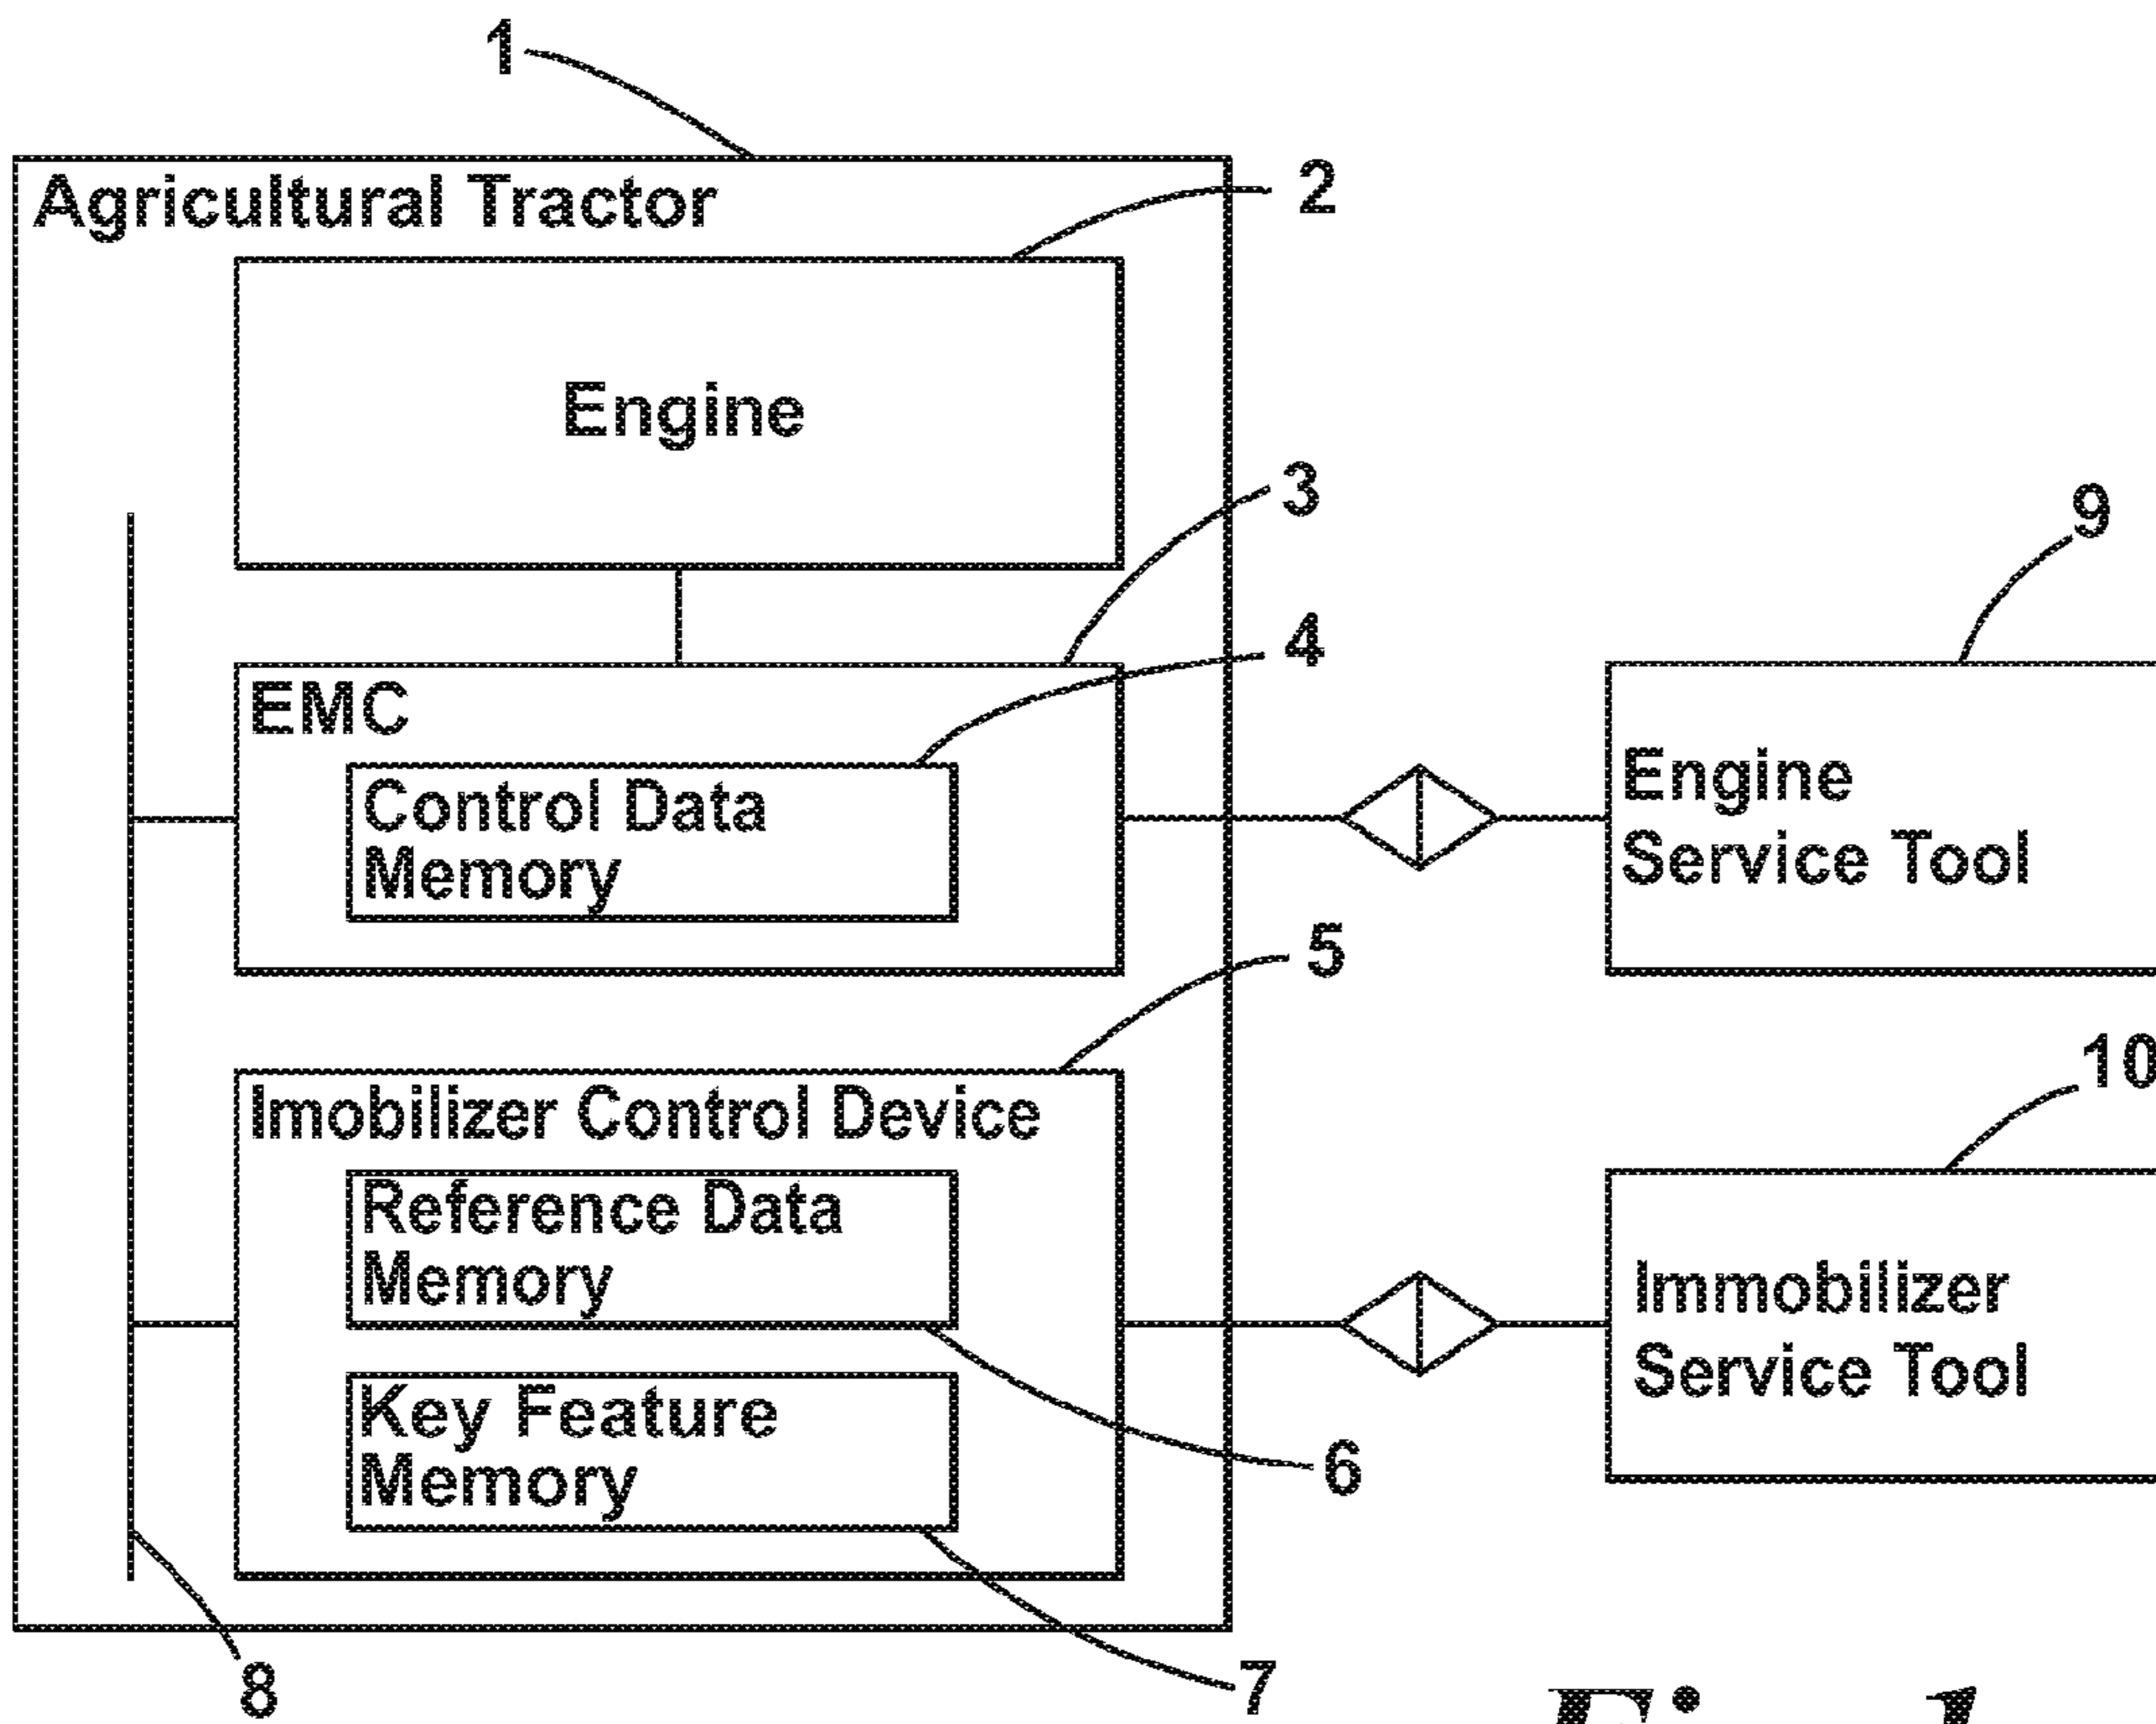 1
Agricultural Tractor
2
Engine
3
9
4
EMC
Control Data
Memory
Engine
Service Tool
5
10
Imobilizer Control Device
Reference Data
Memory
Immobilizer
Service Tool
Key Feature
Memory
6
8
7